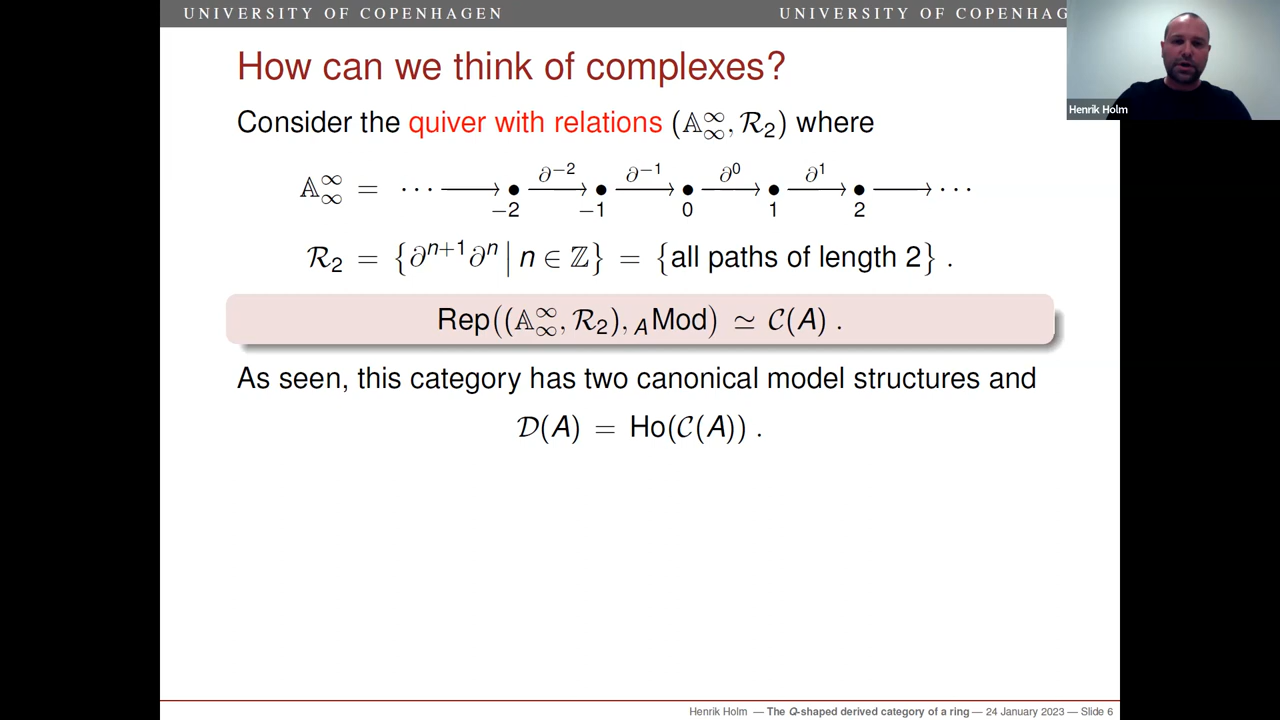 UNIVERSITY OF COPENHAGEN
UNIVERSITY OF COPENHAG
Henrik Holm
How can we think of complexes?
Consider the quiver with relations (𝔸^∞_∞, ℛ₂) where
𝔸^∞_∞ = ··· ⟶ • ⟶ • ⟶ • ⟶ • ⟶ • ⟶ ···
∂⁻² ∂⁻¹ ∂⁰ ∂¹
−2 −1 0 1 2
ℛ₂ = {∂ⁿ⁺¹∂ⁿ | n ∈ ℤ} = {all paths of length 2} .
Rep((𝔸^∞_∞, ℛ₂), _A Mod) ≃ 𝒞(A) .
As seen, this category has two canonical model structures and
𝒟(A) = Ho(𝒞(A)) .
Henrik Holm — The Q-shaped derived category of a ring — 24 January 2023 — Slide 6